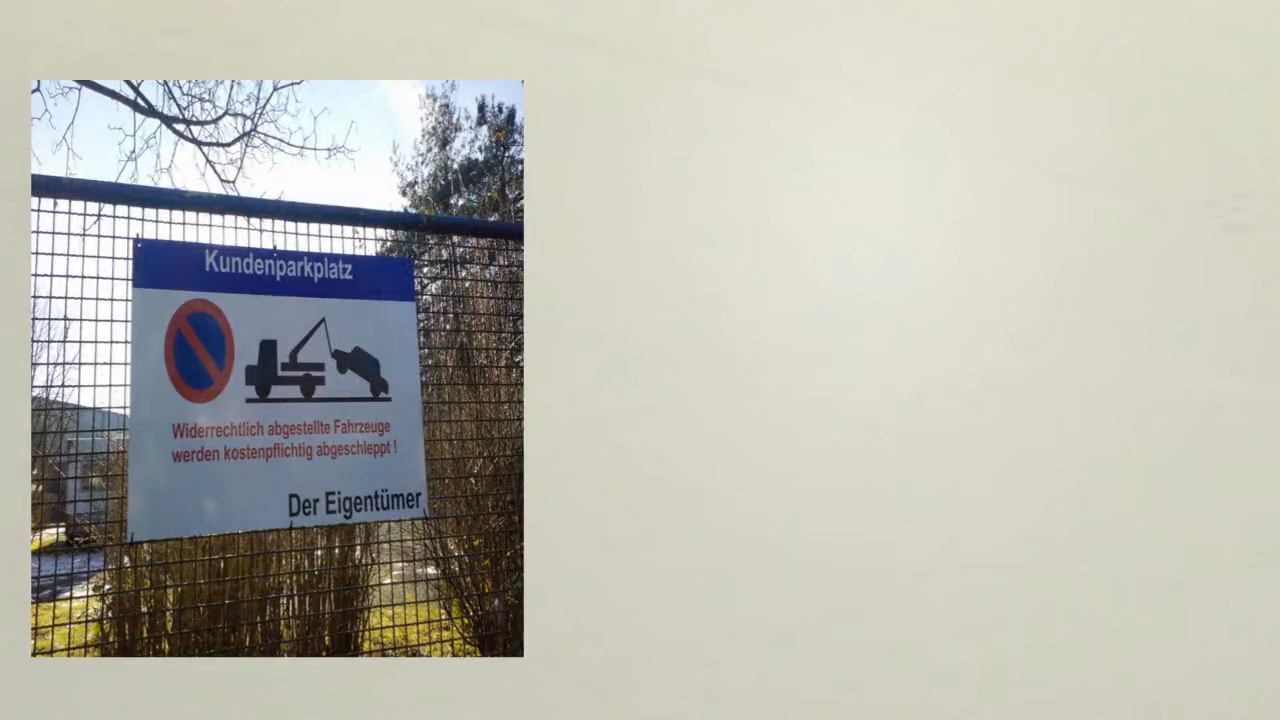 Kundenparkplatz
Widerrechtlich abgestellte Fahrzeuge
werden kostenpflichtig abgeschleppt !
Der Eigentümer